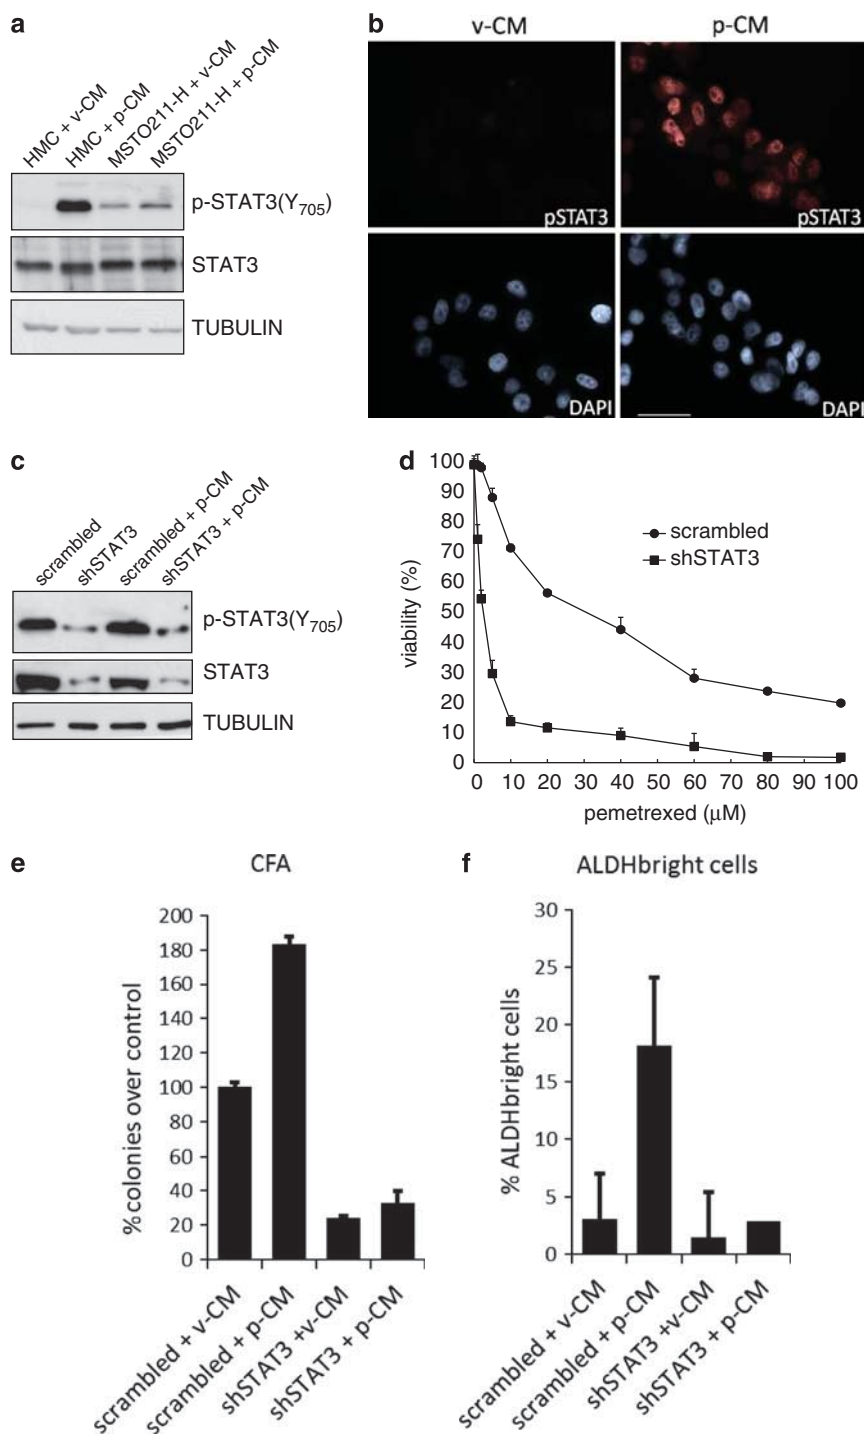 a
HMC + v-CM
HMC + p-CM
MSTO211-H + v-CM
MSTO211-H + p-CM
p-STAT3(Y705)
STAT3
TUBULIN
b
v-CM
p-CM
pSTAT3
pSTAT3
DAPI
DAPI
c
scrambled
shSTAT3
scrambled + p-CM
shSTAT3 + p-CM
p-STAT3(Y705)
STAT3
TUBULIN
d
100
90
80
70
60
50
40
30
20
10
0
viability (%)
scrambled
shSTAT3
0 10 20 30 40 50 60 70 80 90 100
pemetrexed (μM)
e
CFA
200
180
160
140
120
100
80
60
40
20
0
%colonies over control
scrambled + v-CM
scrambled + p-CM
shSTAT3 +v-CM
shSTAT3 + p-CM
f
ALDHbright cells
30
25
20
15
10
5
0
% ALDHbright cells
scrambled + v-CM
scrambled + p-CM
shSTAT3 +v-CM
shSTAT3 + p-CM